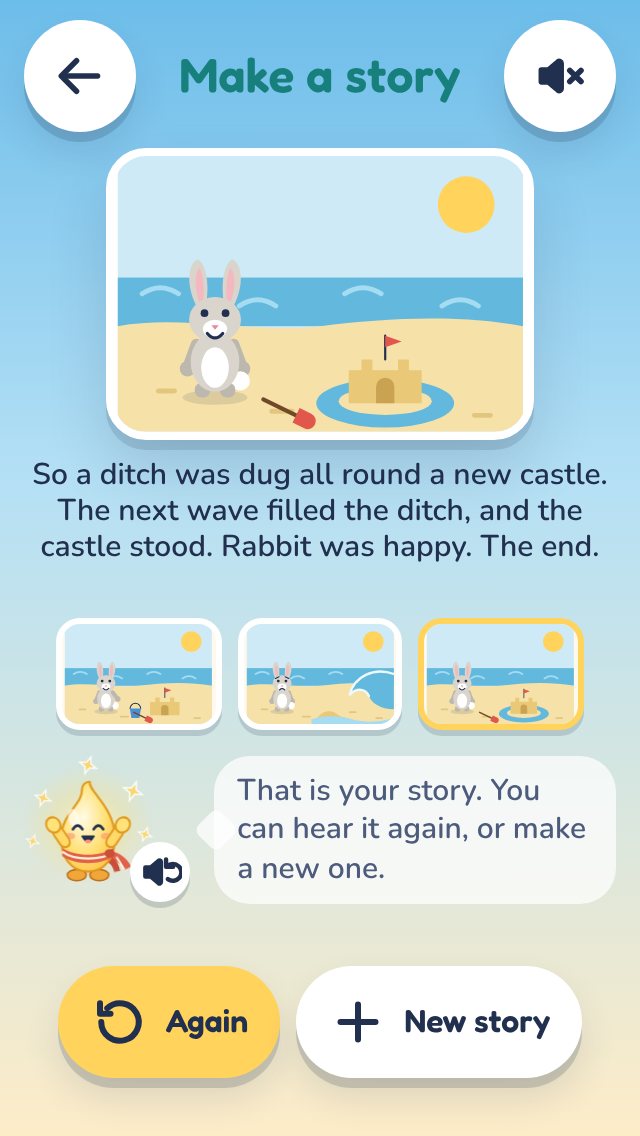 Make a story
So a ditch was dug all round a new castle.
The next wave filled the ditch, and the
castle stood. Rabbit was happy. The end.
That is your story. You
can hear it again, or make
a new one.
Again
New story